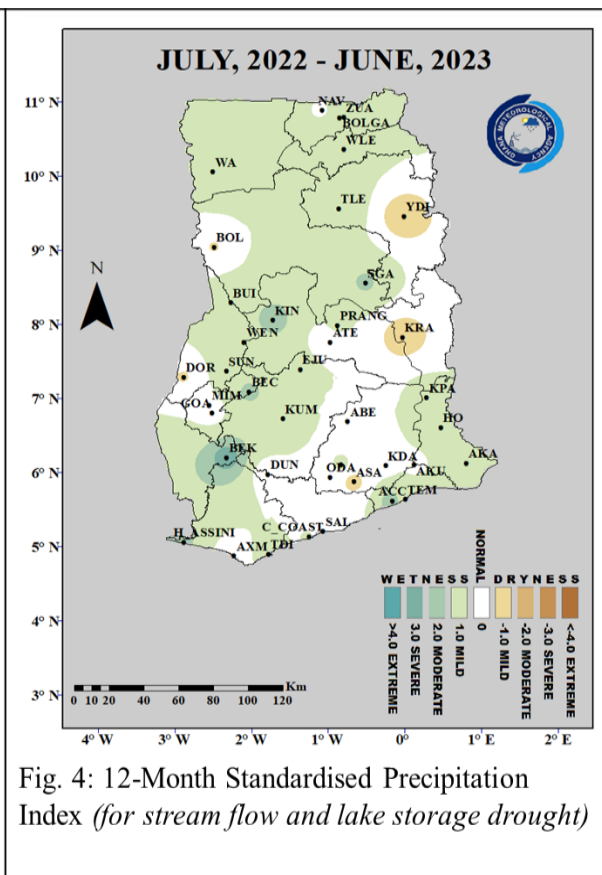 JULY, 2022 - JUNE, 2023
GHANA METEOROLOGICAL AGENCY
11° N
10° N
9° N
8° N
7° N
6° N
5° N
4° N
3° N
NAV
ZUA
BOLGA
WLE
WA
TLE
YDI
BOL
SGA
BUI
KIN
PRANG
WEN
ATE
KRA
EJU
SUN
DOR
BEC
KPA
MIM
GOA
KUM
ABE
HO
BEK
DUN
ODA
ASA
KDA
AKU
AKA
ACC
TEM
H_ASSINI
C_COAST
SAL
AXM
TDI
N
WETNESS
NORMAL
DRYNESS
>4.0 EXTREME
3.0 SEVERE
2.0 MODERATE
1.0 MILD
0
-1.0 MILD
-2.0 MODERATE
-3.0 SEVERE
<-4.0 EXTREME
Km
0 10 20 40 60 80 100 120
4° W 3° W 2° W 1° W 0° 1° E 2° E
Fig. 4: 12-Month Standardised Precipitation
Index (for stream flow and lake storage drought)